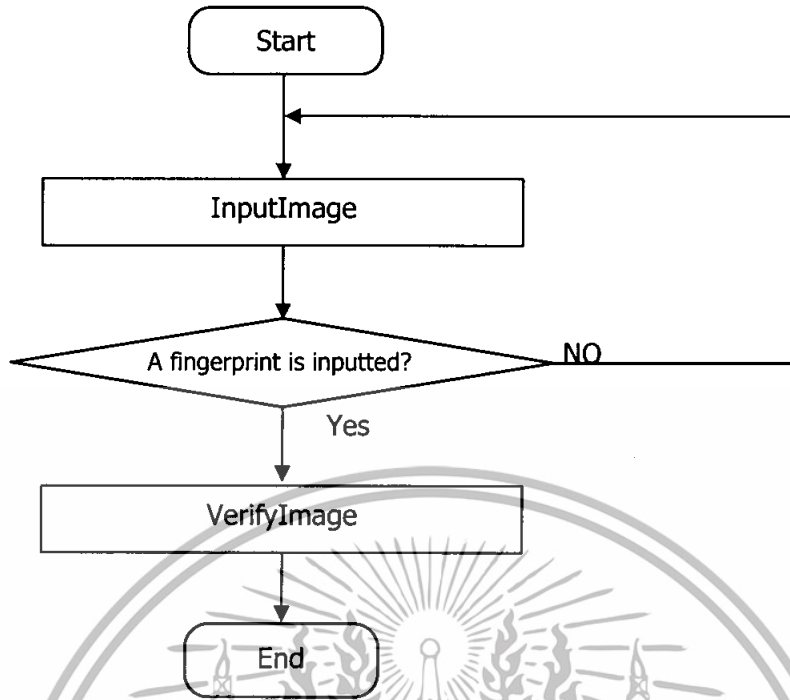 Start
InputImage
A fingerprint is inputted?
NO
Yes
VerifyImage
End